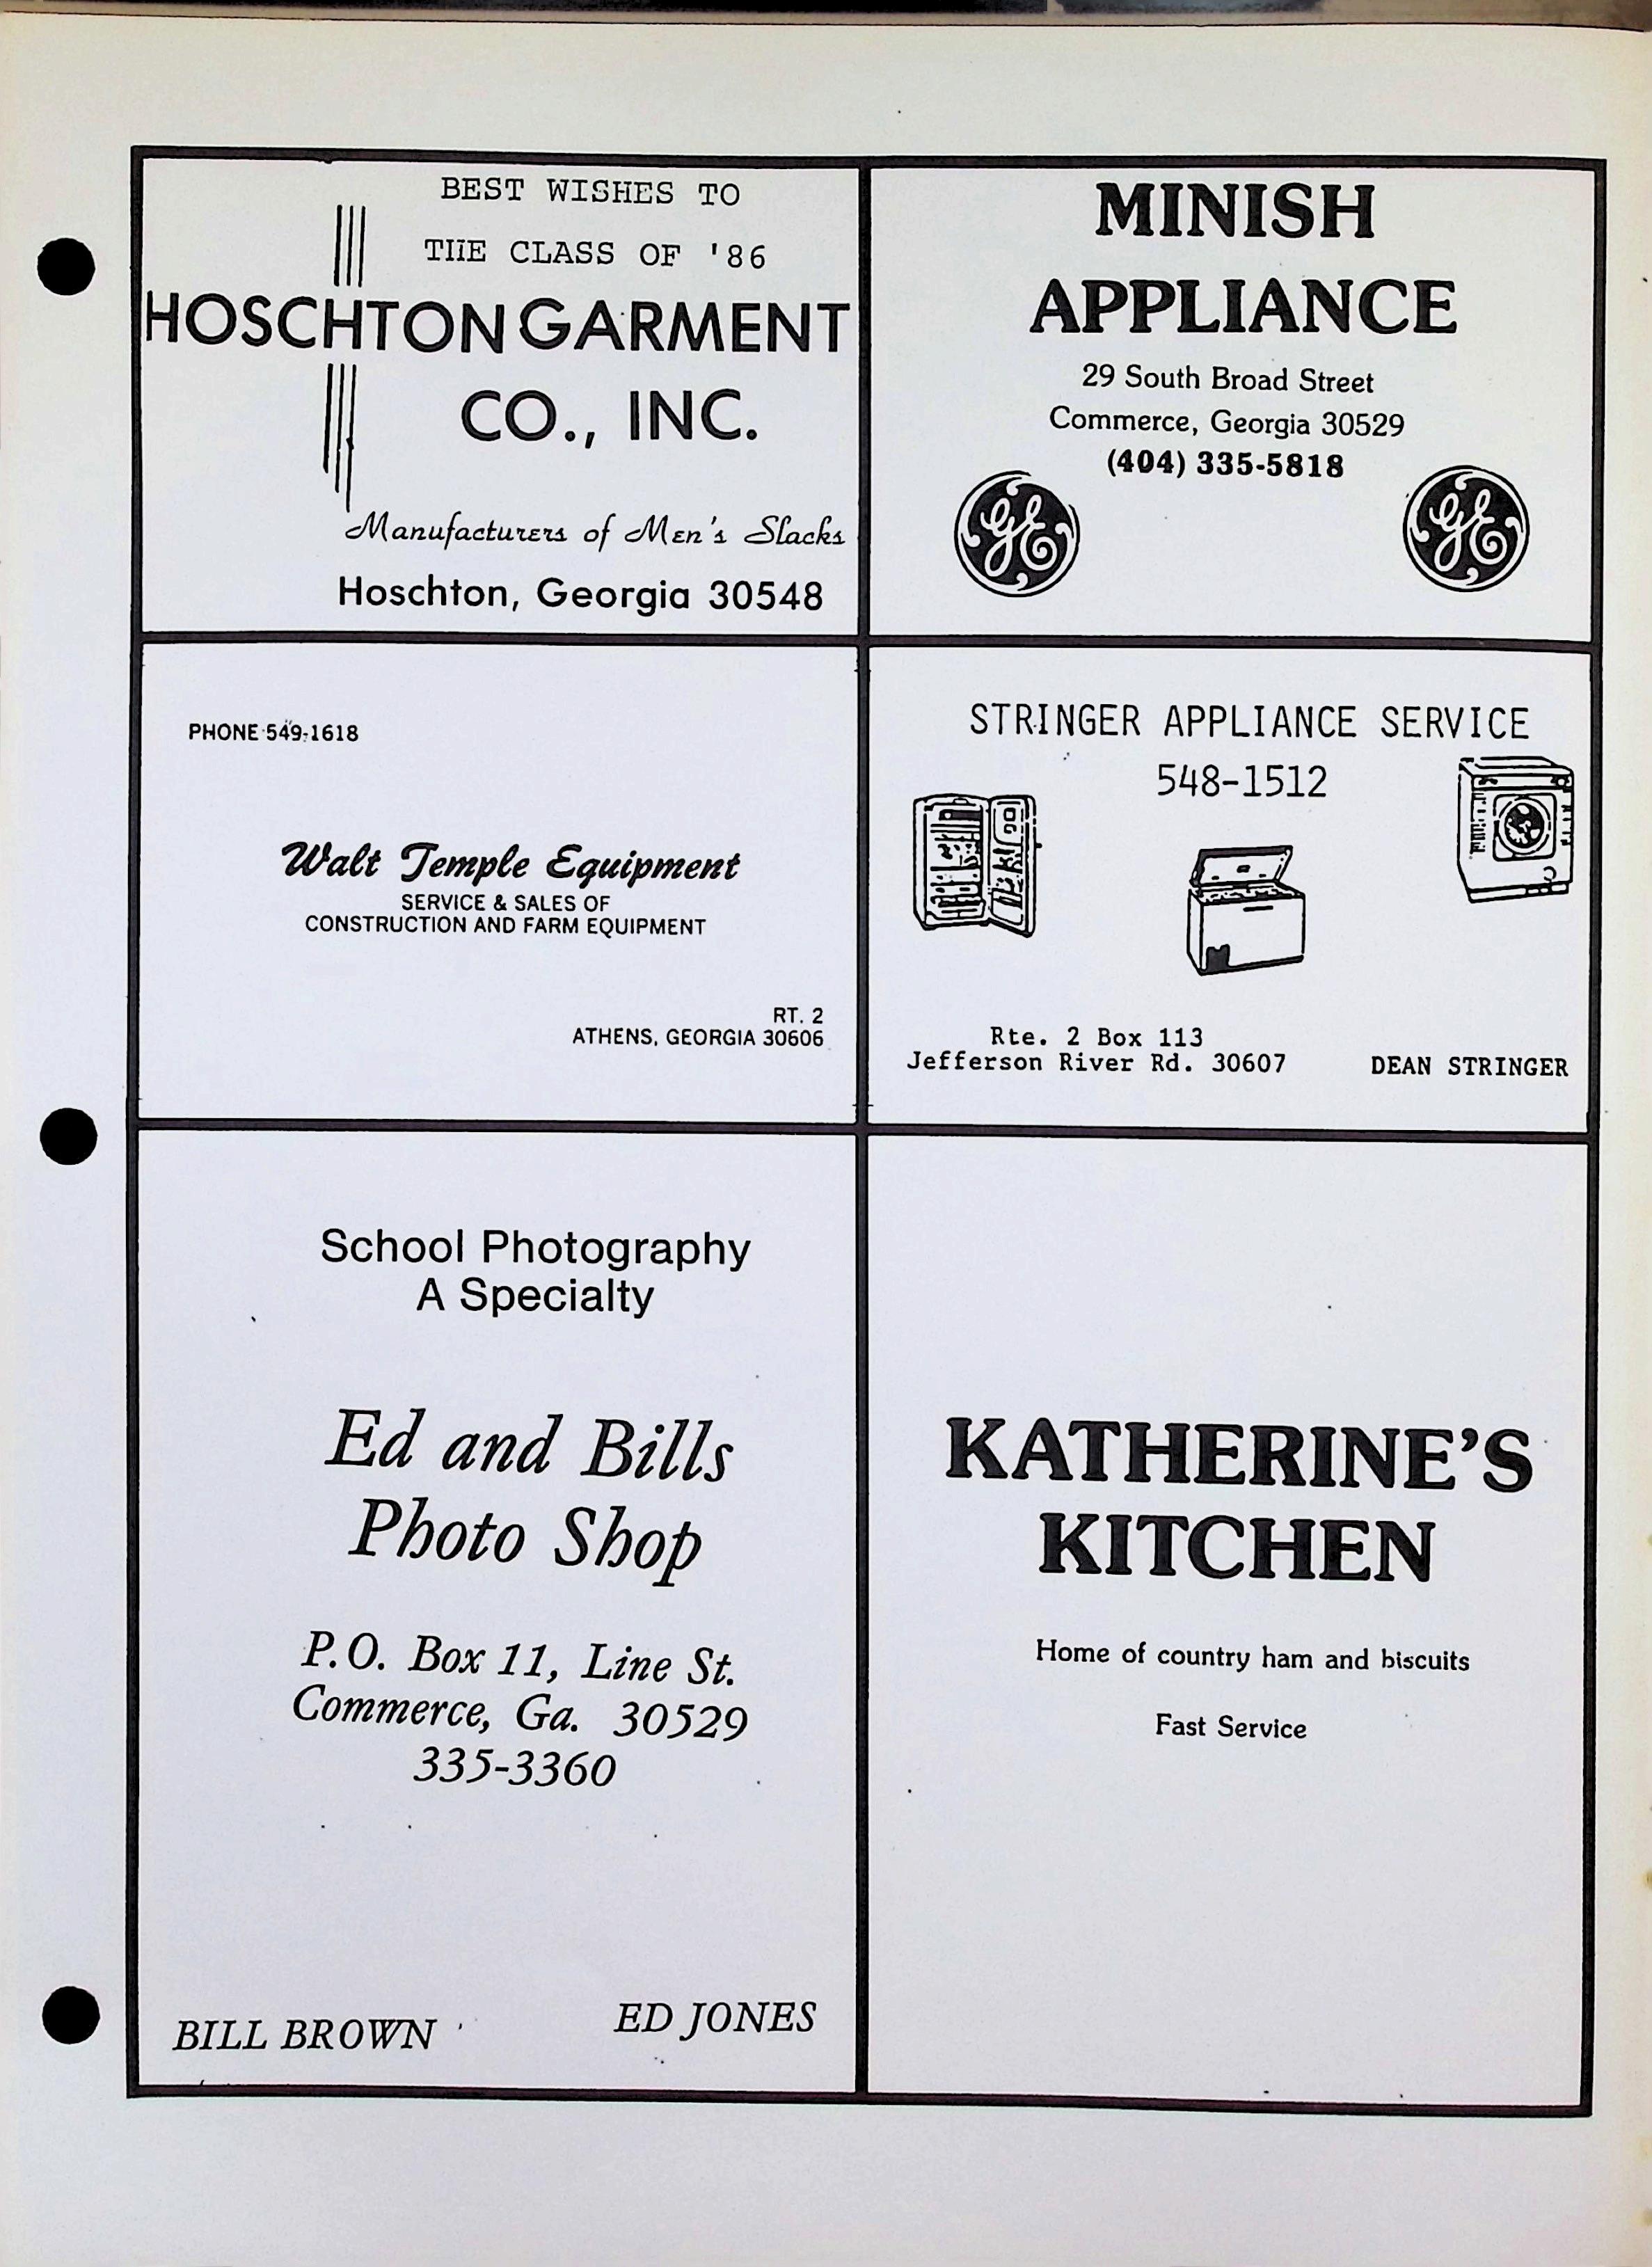 BEST WISHES TO
THE CLASS OF '86
HOSCHTON GARMENT
CO., INC.
Manufacturers of Men's Slacks
Hoschton, Georgia 30548
MINISH
APPLIANCE
29 South Broad Street
Commerce, Georgia 30529
(404) 335-5818
GE
GE
PHONE 549-1618
Walt Temple Equipment
SERVICE & SALES OF
CONSTRUCTION AND FARM EQUIPMENT
RT. 2
ATHENS, GEORGIA 30606
STRINGER APPLIANCE SERVICE
548-1512
Rte. 2 Box 113
Jefferson River Rd. 30607
DEAN STRINGER
School Photography
A Specialty
Ed and Bills
Photo Shop
P.O. Box 11, Line St.
Commerce, Ga. 30529
335-3360
BILL BROWN
ED JONES
KATHERINE'S
KITCHEN
Home of country ham and biscuits
Fast Service